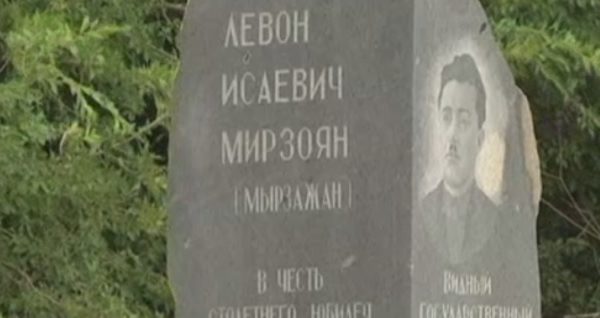 ЛЕВОН
ИСАЕВИЧ
МИРЗОЯН
(МЫРЗАЖАН)
В ЧЕСТЬ
СТОЛЕТНЕГО ЮБИЛЕЯ
ВИДНЫЙ
ГОСУДАРСТВЕННЫЙ